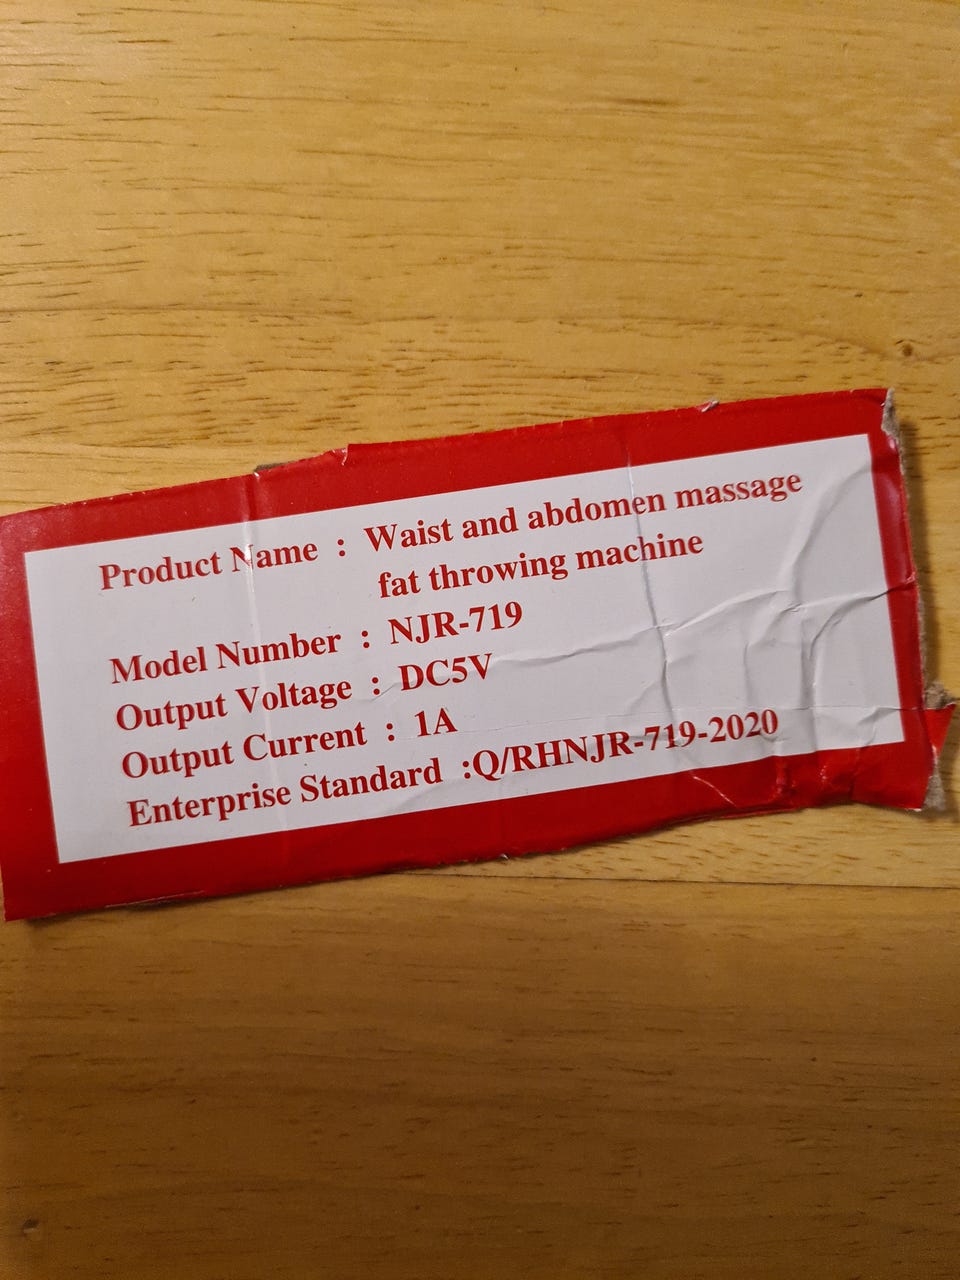 Product Name : Waist and abdomen massage
fat throwing machine
Model Number : NJR-719
Output Voltage : DC5V
Output Current : 1A
Enterprise Standard :Q/RHNJR-719-2020